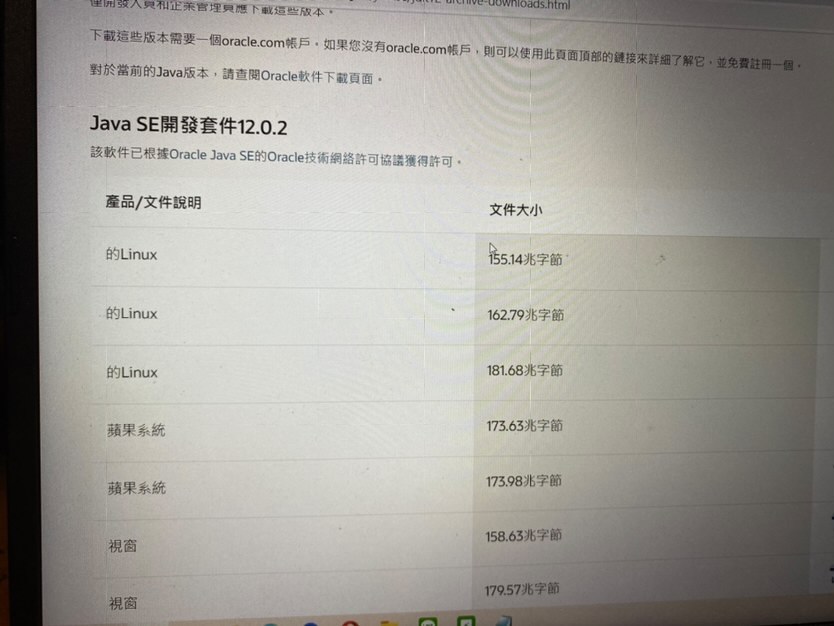 archive-downloads.html
僅開發人員和企業管理員應下載這些版本。
下載這些版本需要一個oracle.com帳戶。如果您沒有oracle.com帳戶，則可以使用此頁面頂部的鏈接來詳細了解它，並免費註冊一個。
對於當前的Java版本，請查閱Oracle軟件下載頁面。
Java SE開發套件12.0.2
該軟件已根據Oracle Java SE的Oracle技術網絡許可協議獲得許可。
產品/文件說明 文件大小
的Linux 155.14兆字節
的Linux 162.79兆字節
的Linux 181.68兆字節
蘋果系統 173.63兆字節
蘋果系統 173.98兆字節
視窗 158.63兆字節
視窗 179.57兆字節